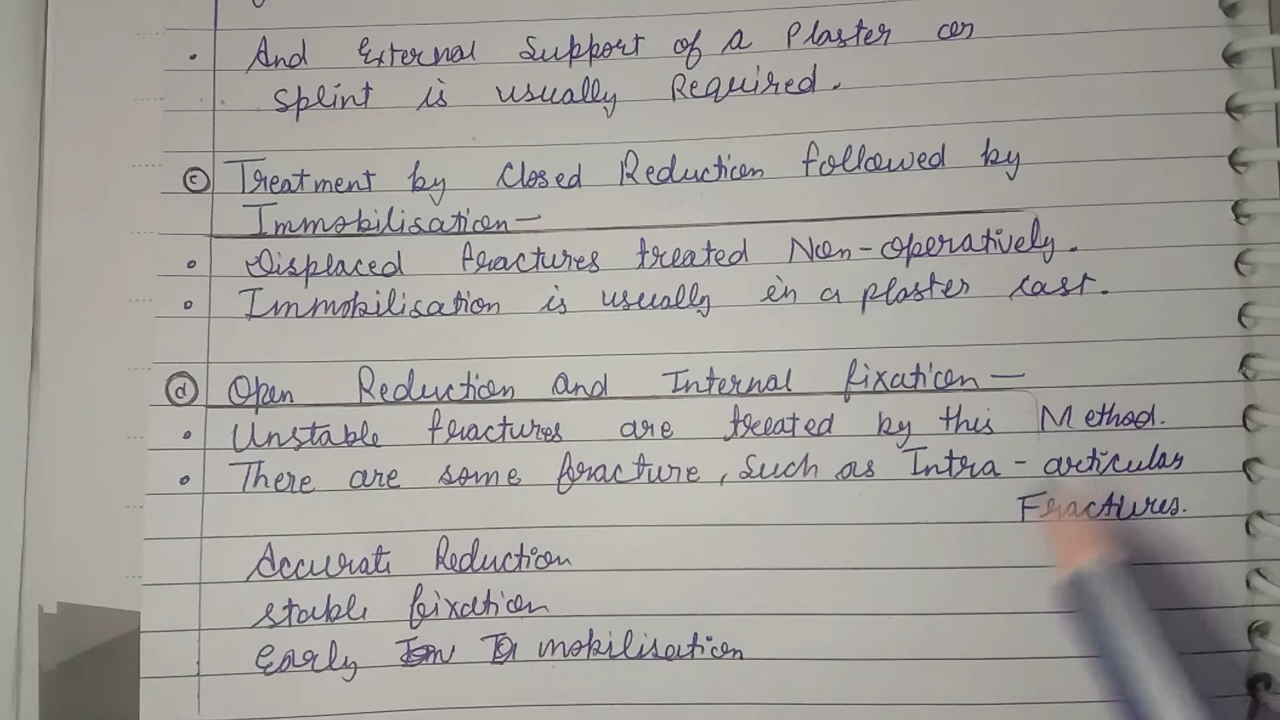 • And External Support of a Plaster or
splint is usually Required.
(c) Treatment by Closed Reduction followed by
Immobilisation—
• Displaced fractures treated Non-operatively.
• Immobilisation is usually in a plaster cast.
(d) Open Reduction and Internal fixation—
• Unstable fractures are treated by this Method.
• There are some fracture, Such as Intra-articular
Fractures.
Accurate Reduction
stable fixation
Early mobilisation